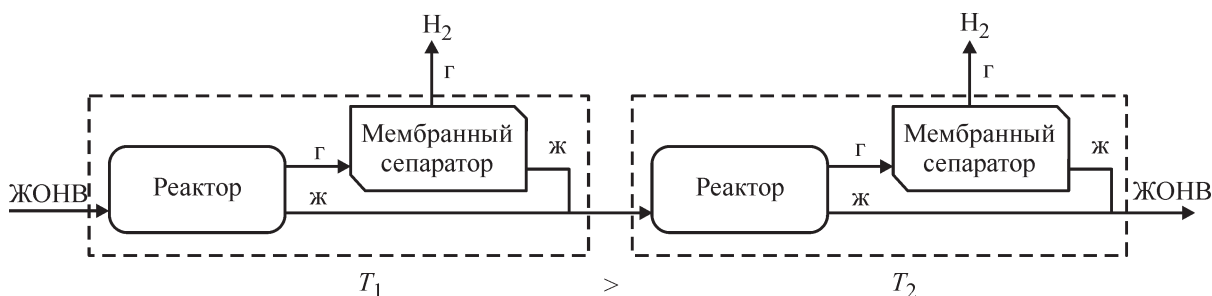 H₂
H₂
г
г
Мембранный
сепаратор
Мембранный
сепаратор
г
ж
г
ж
ЖОНВ
Реактор
Реактор
ЖОНВ
ж
ж
T₁
>
T₂